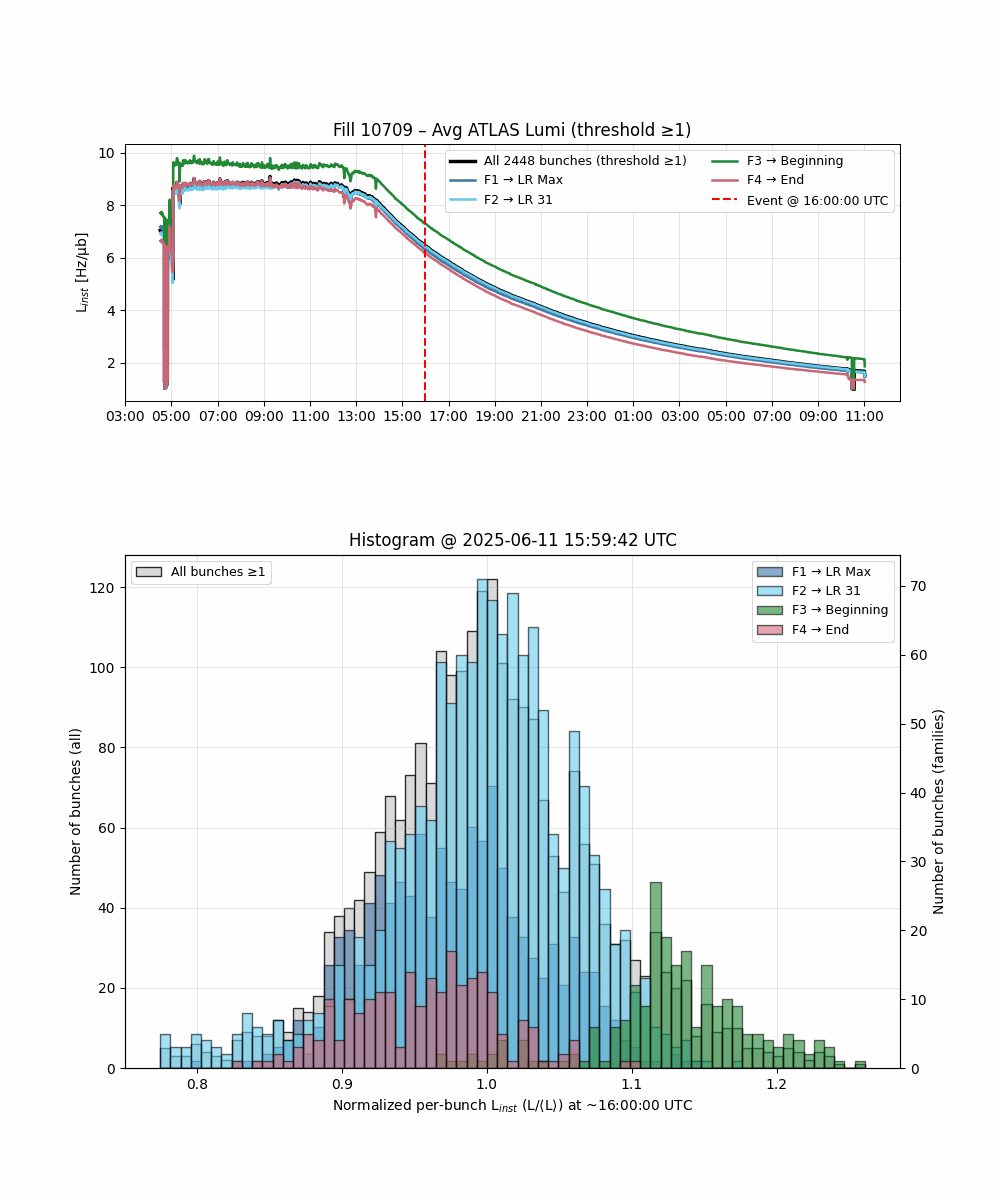 Fill 10709 – Avg ATLAS Lumi (threshold ≥1)
L_inst [Hz/μb]
10
8
6
4
2
All 2448 bunches (threshold ≥1)
F1 → LR Max
F2 → LR 31
F3 → Beginning
F4 → End
Event @ 16:00:00 UTC
03:00 05:00 07:00 09:00 11:00 13:00 15:00 17:00 19:00 21:00 23:00 01:00 03:00 05:00 07:00 09:00 11:00
Histogram @ 2025-06-11 15:59:42 UTC
Number of bunches (all)
120
100
80
60
40
20
0
All bunches ≥1
F1 → LR Max
F2 → LR 31
F3 → Beginning
F4 → End
70
60
50
40
30
20
10
0
Number of bunches (families)
0.8 0.9 1.0 1.1 1.2
Normalized per-bunch L_inst (L/⟨L⟩) at ~16:00:00 UTC